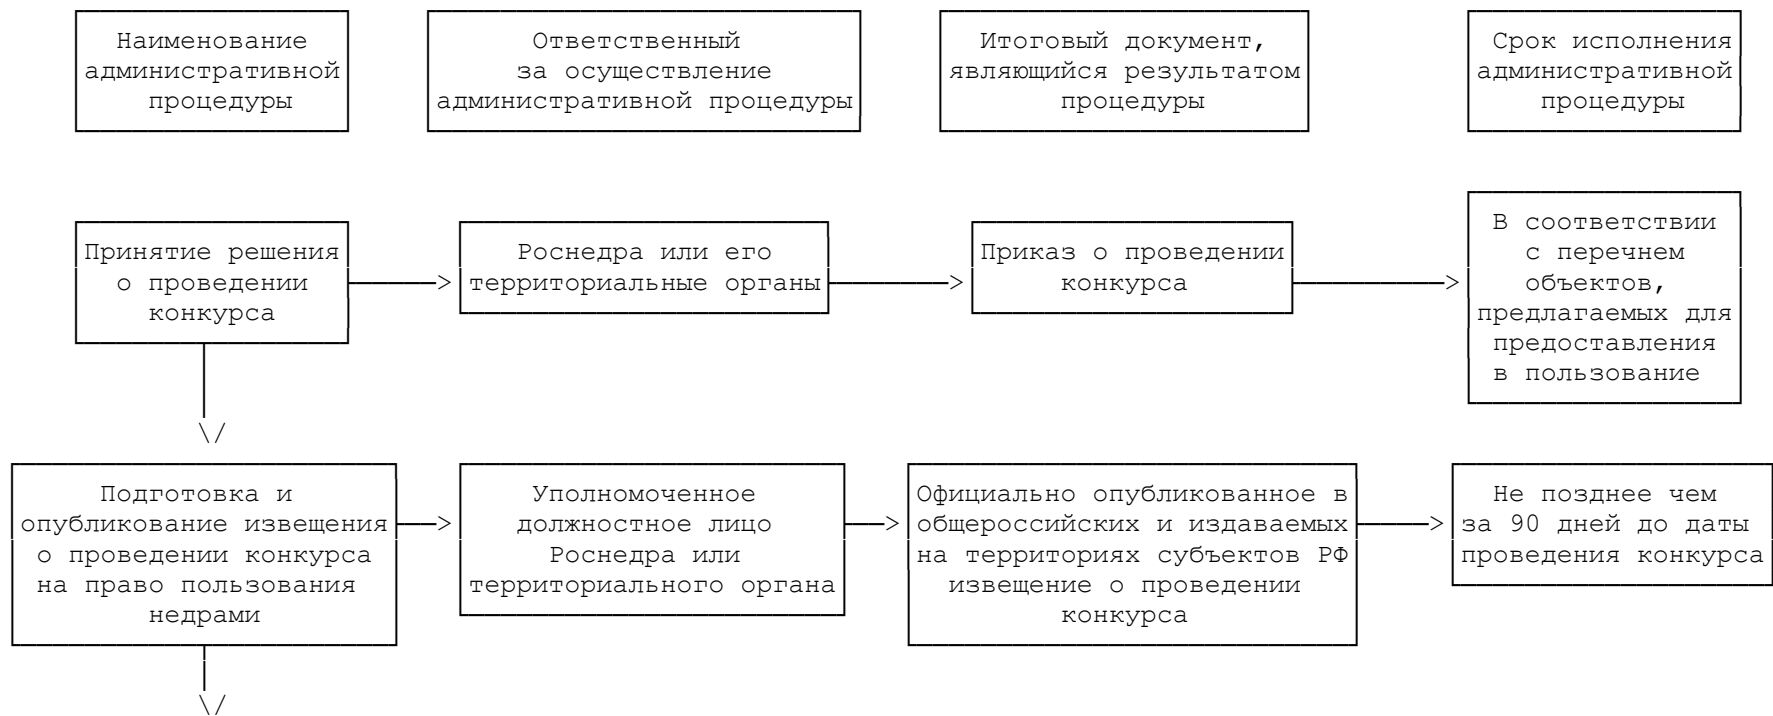 Наименование
административной
процедуры
Ответственный
за осуществление
административной процедуры
Итоговый документ,
являющийся результатом
процедуры
Срок исполнения
административной
процедуры
Принятие решения
о проведении
конкурса
Роснедра или его
территориальные органы
Приказ о проведении
конкурса
В соответствии
с перечнем
объектов,
предлагаемых для
предоставления
в пользование
Подготовка и
опубликование извещения
о проведении конкурса
на право пользования
недрами
Уполномоченное
должностное лицо
Роснедра или
территориального органа
Официально опубликованное в
общероссийских и издаваемых
на территориях субъектов РФ
извещение о проведении
конкурса
Не позднее чем
за 90 дней до даты
проведения конкурса